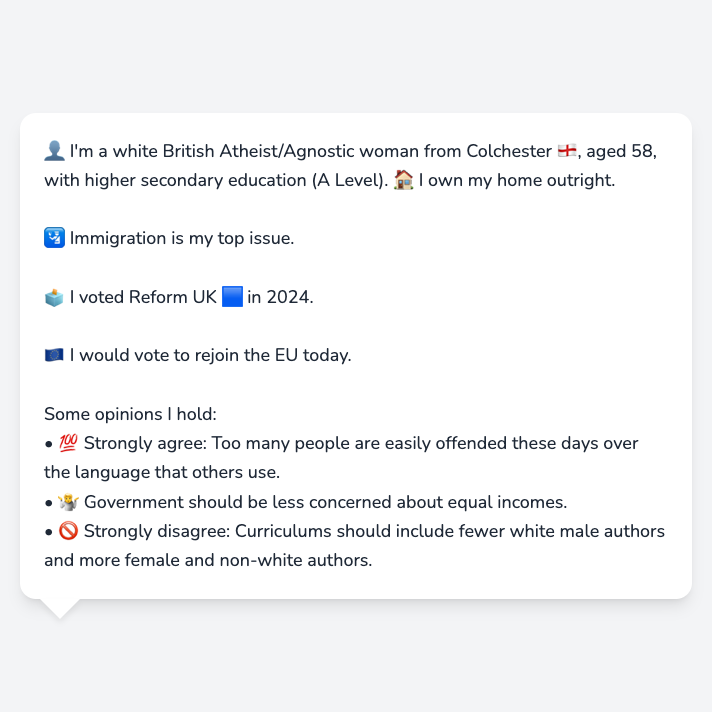 👤 I'm a white British Atheist/Agnostic woman from Colchester 🏴󠁧󠁢󠁥󠁮󠁧󠁿, aged 58,
with higher secondary education (A Level). 🏠 I own my home outright.
🛂 Immigration is my top issue.
🗳️ I voted Reform UK 🟦 in 2024.
🇪🇺 I would vote to rejoin the EU today.
Some opinions I hold:
• 💯 Strongly agree: Too many people are easily offended these days over
the language that others use.
• 🤷 Government should be less concerned about equal incomes.
• 🚫 Strongly disagree: Curriculums should include fewer white male authors
and more female and non-white authors.